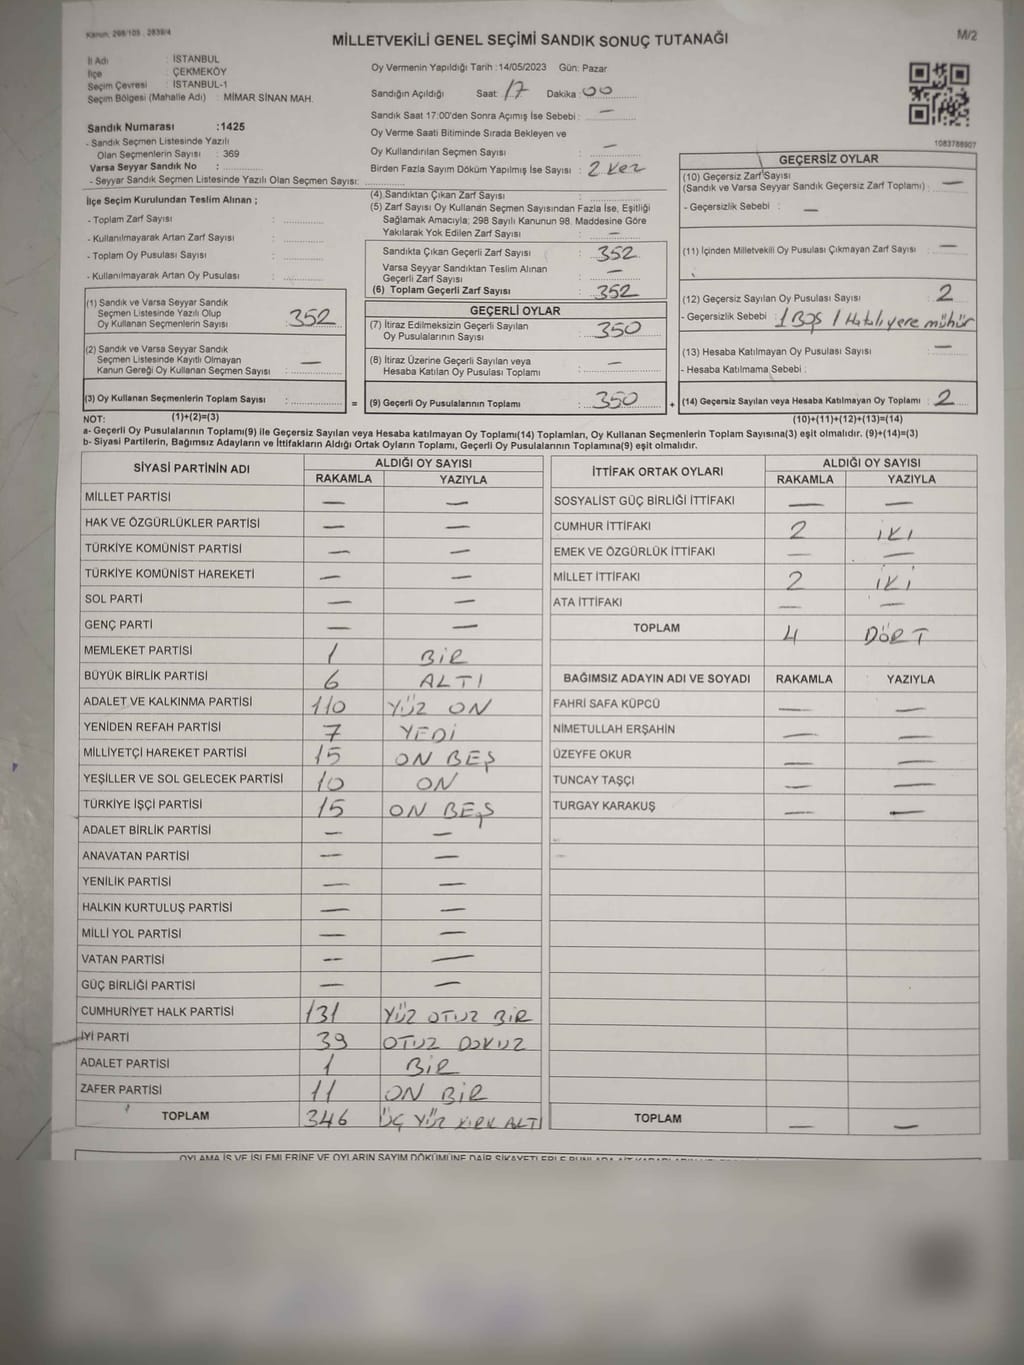 Kanun: 298/105 , 2839/4
MİLLETVEKİLİ GENEL SEÇİMİ SANDIK SONUÇ TUTANAĞI
M/2
İl Adı : İSTANBUL
İlçe : ÇEKMEKÖY
Seçim Çevresi : İSTANBUL-1
Seçim Bölgesi (Mahalle Adı) : MİMAR SİNAN MAH.
Sandık Numarası :1425
- Sandık Seçmen Listesinde Yazılı
Olan Seçmenlerin Sayısı : 369
Varsa Seyyar Sandık No :
- Seyyar Sandık Seçmen Listesinde Yazılı Olan Seçmen Sayısı:
İlçe Seçim Kurulundan Teslim Alınan ;
- Toplam Zarf Sayısı :
- Kullanılmayarak Artan Zarf Sayısı :
- Toplam Oy Pusulası Sayısı :
- Kullanılmayarak Artan Oy Pusulası :
(1) Sandık ve Varsa Seyyar Sandık
Seçmen Listesinde Yazılı Olup
Oy Kullanan Seçmenlerin Sayısı : 352
(2) Sandık ve Varsa Seyyar Sandık
Seçmen Listesinde Kayıtlı Olmayan
Kanun Gereği Oy Kullanan Seçmen Sayısı : —
(3) Oy Kullanan Seçmenlerin Toplam Sayısı :
(1)+(2)=(3)
Oy Vermenin Yapıldığı Tarih :14/05/2023 Gün: Pazar
Sandığın Açıldığı Saat : 17 Dakika : 00
Sandık Saat 17:00'den Sonra Açımış İse Sebebi : —
Oy Verme Saati Bitiminde Sırada Bekleyen ve
Oy Kullandırılan Seçmen Sayısı : —
Birden Fazla Sayım Döküm Yapılmış İse Sayısı : 2 kez
(4) Sandıktan Çıkan Zarf Sayısı :
(5) Zarf Sayısı Oy Kullanan Seçmen Sayısından Fazla İse, Eşitliği
Sağlamak Amacıyla; 298 Sayılı Kanunun 98. Maddesine Göre
Yakılarak Yok Edilen Zarf Sayısı : —
Sandıkta Çıkan Geçerli Zarf Sayısı : 352
Varsa Seyyar Sandıktan Teslim Alınan
Geçerli Zarf Sayısı : —
(6) Toplam Geçerli Zarf Sayısı : 352
GEÇERLİ OYLAR
(7) İtiraz Edilmeksizin Geçerli Sayılan
Oy Pusulalarının Sayısı : 350
(8) İtiraz Üzerine Geçerli Sayılan veya
Hesaba Katılan Oy Pusulası Toplamı : —
= (9) Geçerli Oy Pusulalarının Toplamı : 350 +
1083788907
GEÇERSİZ OYLAR
(10) Geçersiz Zarf Sayısı
(Sandık ve Varsa Seyyar Sandık Geçersiz Zarf Toplamı) : —
- Geçersizlik Sebebi : —
(11) İçinden Milletvekili Oy Pusulası Çıkmayan Zarf Sayısı : —
(12) Geçersiz Sayılan Oy Pusulası Sayısı : 2
- Geçersizlik Sebebi : 1 Boş 1 Hatalı yere mühür
(13) Hesaba Katılmayan Oy Pusulası Sayısı : —
- Hesaba Katılmama Sebebi :
(14) Geçersiz Sayılan veya Hesaba Katılmayan Oy Toplamı : 2
(10)+(11)+(12)+(13)=(14)
NOT:
a- Geçerli Oy Pusulalarının Toplamı(9) ile Geçersiz Sayılan veya Hesaba katılmayan Oy Toplamı(14) Toplamları, Oy Kullanan Seçmenlerin Toplam Sayısına(3) eşit olmalıdır. (9)+(14)=(3)
b- Siyasi Partilerin, Bağımsız Adayların ve İttifakların Aldığı Ortak Oyların Toplamı, Geçerli Oy Pusulalarının Toplamına(9) eşit olmalıdır.
SİYASİ PARTİNİN ADI ALDIĞI OY SAYISI
RAKAMLA YAZIYLA
MİLLET PARTİSİ — —
HAK VE ÖZGÜRLÜKLER PARTİSİ — —
TÜRKİYE KOMÜNİST PARTİSİ — —
TÜRKİYE KOMÜNİST HAREKETİ — —
SOL PARTİ — —
GENÇ PARTİ — —
MEMLEKET PARTİSİ 1 BİR
BÜYÜK BİRLİK PARTİSİ 6 ALTI
ADALET VE KALKINMA PARTİSİ 110 YÜZ ON
YENİDEN REFAH PARTİSİ 7 YEDİ
MİLLİYETÇİ HAREKET PARTİSİ 15 ON BEŞ
YEŞİLLER VE SOL GELECEK PARTİSİ 10 ON
TÜRKİYE İŞÇİ PARTİSİ 15 ON BEŞ
ADALET BİRLİK PARTİSİ — —
ANAVATAN PARTİSİ — —
YENİLİK PARTİSİ — —
HALKIN KURTULUŞ PARTİSİ — —
MİLLİ YOL PARTİSİ — —
VATAN PARTİSİ — —
GÜÇ BİRLİĞİ PARTİSİ — —
CUMHURİYET HALK PARTİSİ 131 YÜZ OTUZ BİR
İYİ PARTİ 39 OTUZ DOKUZ
ADALET PARTİSİ 1 BİR
ZAFER PARTİSİ 11 ON BİR
TOPLAM 346 ÜÇ YÜZ KIRK ALTI
İTTİFAK ORTAK OYLARI ALDIĞI OY SAYISI
RAKAMLA YAZIYLA
SOSYALİST GÜÇ BİRLİĞİ İTTİFAKI — —
CUMHUR İTTİFAKI 2 İKİ
EMEK VE ÖZGÜRLÜK İTTİFAKI — —
MİLLET İTTİFAKI 2 İKİ
ATA İTTİFAKI — —
TOPLAM 4 DÖRT
BAĞIMSIZ ADAYIN ADI VE SOYADI RAKAMLA YAZIYLA
FAHRİ SAFA KÜPCÜ — —
NİMETULLAH ERŞAHİN — —
ÜZEYFE OKUR — —
TUNCAY TAŞÇI — —
TURGAY KARAKUŞ — —
TOPLAM — —